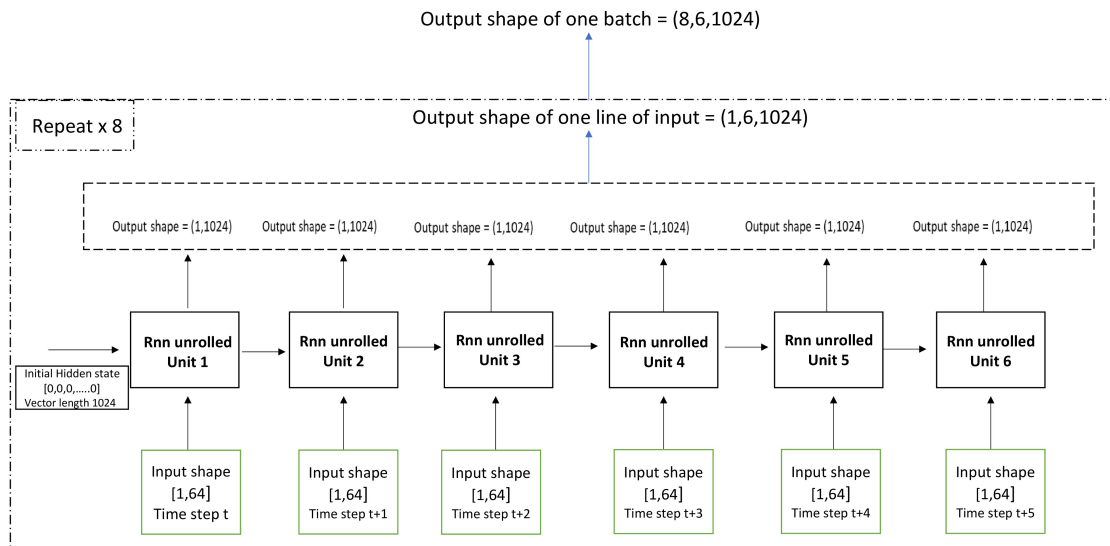 Output shape of one batch = (8,6,1024)
Repeat x 8
Output shape of one line of input = (1,6,1024)
Output shape = (1,1024)
Output shape = (1,1024)
Output shape = (1,1024)
Output shape = (1,1024)
Output shape = (1,1024)
Output shape = (1,1024)
Rnn unrolled
Unit 1
Rnn unrolled
Unit 2
Rnn unrolled
Unit 3
Rnn unrolled
Unit 4
Rnn unrolled
Unit 5
Rnn unrolled
Unit 6
Initial Hidden state
[0,0,0,.....0]
Vector length 1024
Input shape
[1,64]
Time step t
Input shape
[1,64]
Time step t+1
Input shape
[1,64]
Time step t+2
Input shape
[1,64]
Time step t+3
Input shape
[1,64]
Time step t+4
Input shape
[1,64]
Time step t+5